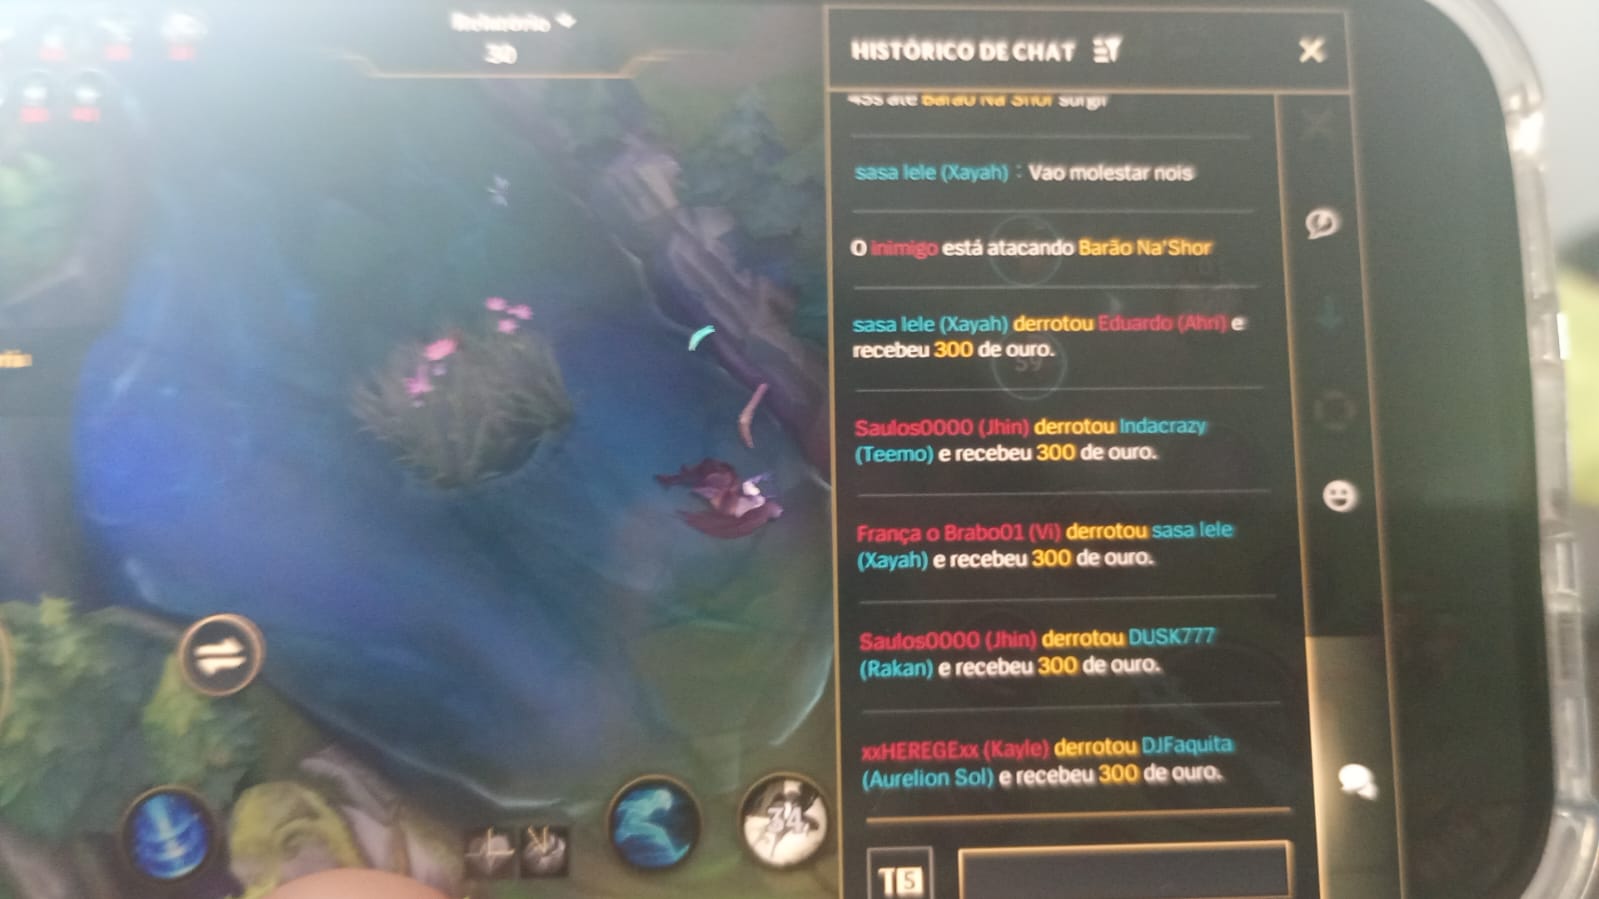 Relatório
30
HISTÓRICO DE CHAT
45s até Barão Na'Shor surgir
sasa lele (Xayah) : Vao molestar nois
O inimigo está atacando Barão Na'Shor
sasa lele (Xayah) derrotou Eduardo (Ahri) e
recebeu 300 de ouro.
59
Saulos0000 (Jhin) derrotou Indacrazy
(Teemo) e recebeu 300 de ouro.
França o Brabo01 (Vi) derrotou sasa lele
(Xayah) e recebeu 300 de ouro.
Saulos0000 (Jhin) derrotou DUSK777
(Rakan) e recebeu 300 de ouro.
xxHEREGExx (Kayle) derrotou DJFaquita
(Aurelion Sol) e recebeu 300 de ouro.
34
T5